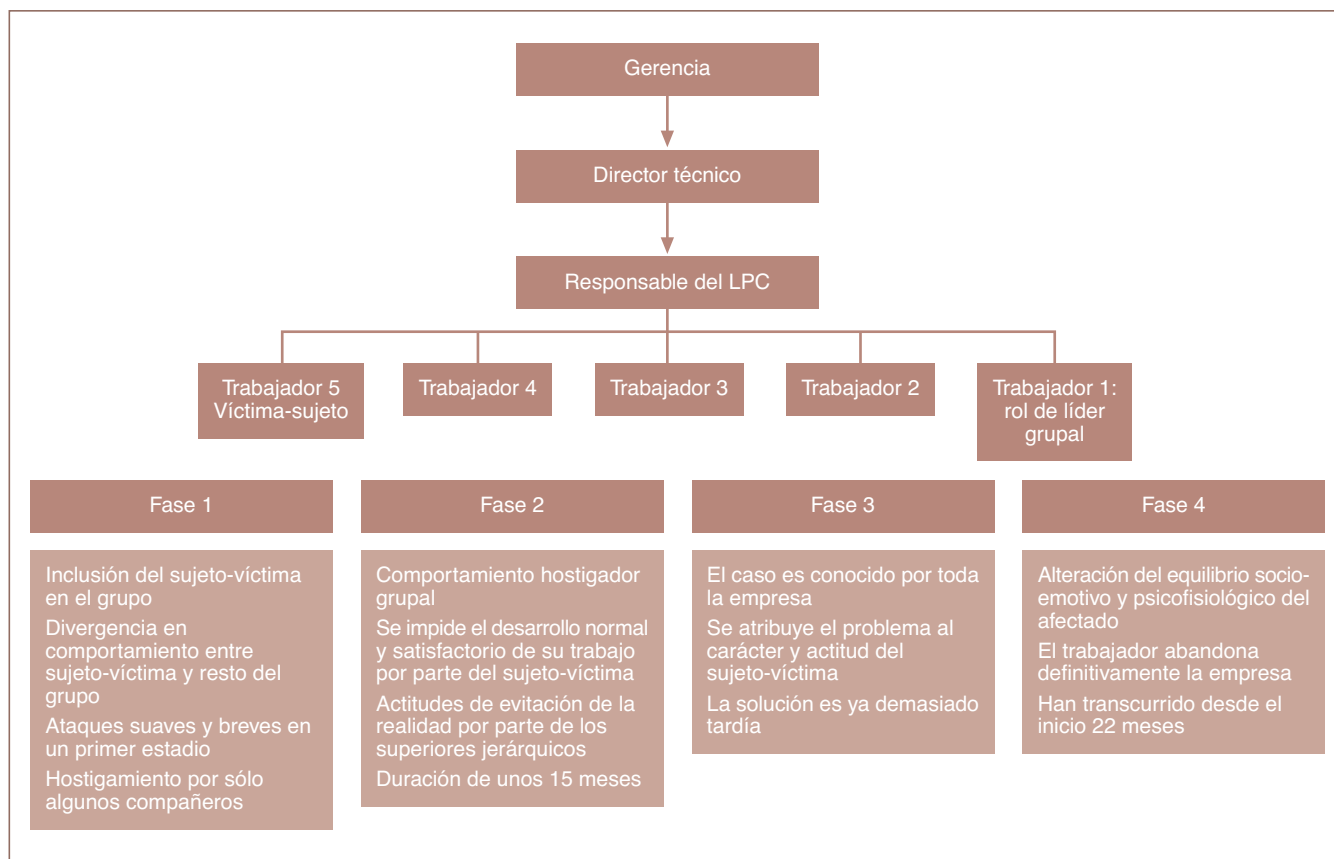 Gerencia
Director técnico
Responsable del LPC
Trabajador 5
Víctima-sujeto
Trabajador 4
Trabajador 3
Trabajador 2
Trabajador 1:
rol de líder
grupal
Fase 1
Inclusión del sujeto-víctima
en el grupo
Divergencia en
comportamiento entre
sujeto-víctima y resto del
grupo
Ataques suaves y breves en
un primer estadio
Hostigamiento por sólo
algunos compañeros
Fase 2
Comportamiento hostigador
grupal
Se impide el desarrollo normal
y satisfactorio de su trabajo
por parte del sujeto-víctima
Actitudes de evitación de la
realidad por parte de los
superiores jerárquicos
Duración de unos 15 meses
Fase 3
El caso es conocido por toda
la empresa
Se atribuye el problema al
carácter y actitud del
sujeto-víctima
La solución es ya demasiado
tardía
Fase 4
Alteración del equilibrio socio-
emotivo y psicofisiológico del
afectado
El trabajador abandona
definitivamente la empresa
Han transcurrido desde el
inicio 22 meses